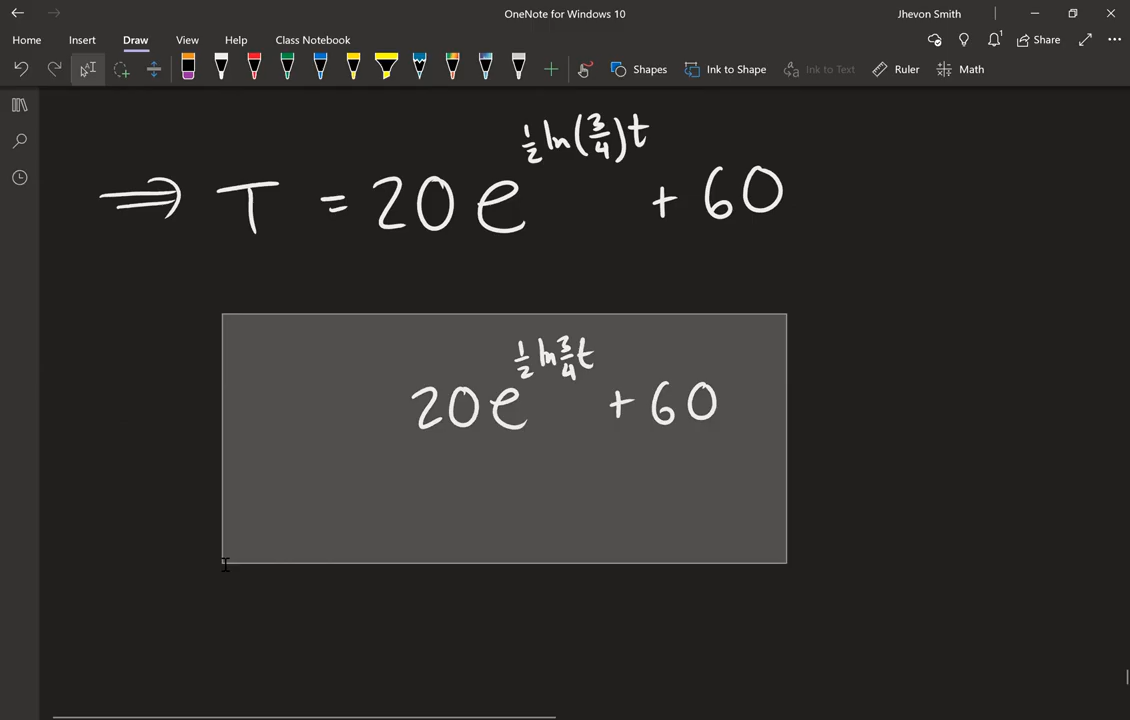 OneNote for Windows 10
Jhevon Smith
Home Insert Draw View Help Class Notebook
Share
Shapes Ink to Shape Ink to Text Ruler Math
⇒ T = 20e^{½ ln(3/4)t} + 60
20e^{½ ln 3/4 t} + 60